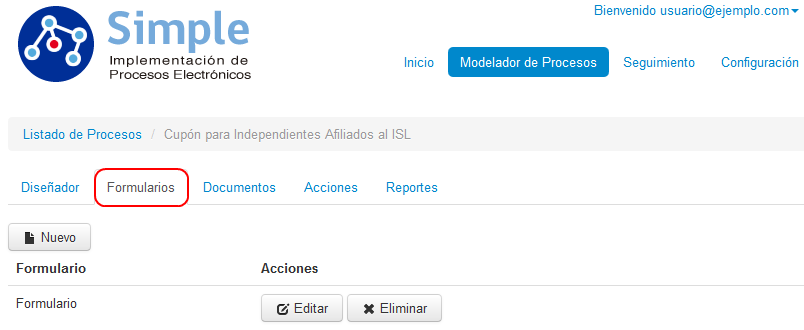 Bienvenido usuario@ejemplo.com
Simple
Implementación de
Procesos Electrónicos
Inicio Modelador de Procesos Seguimiento Configuración
Listado de Procesos / Cupón para Independientes Afiliados al ISL
Diseñador Formularios Documentos Acciones Reportes
Nuevo
Formulario Acciones
Formulario Editar Eliminar